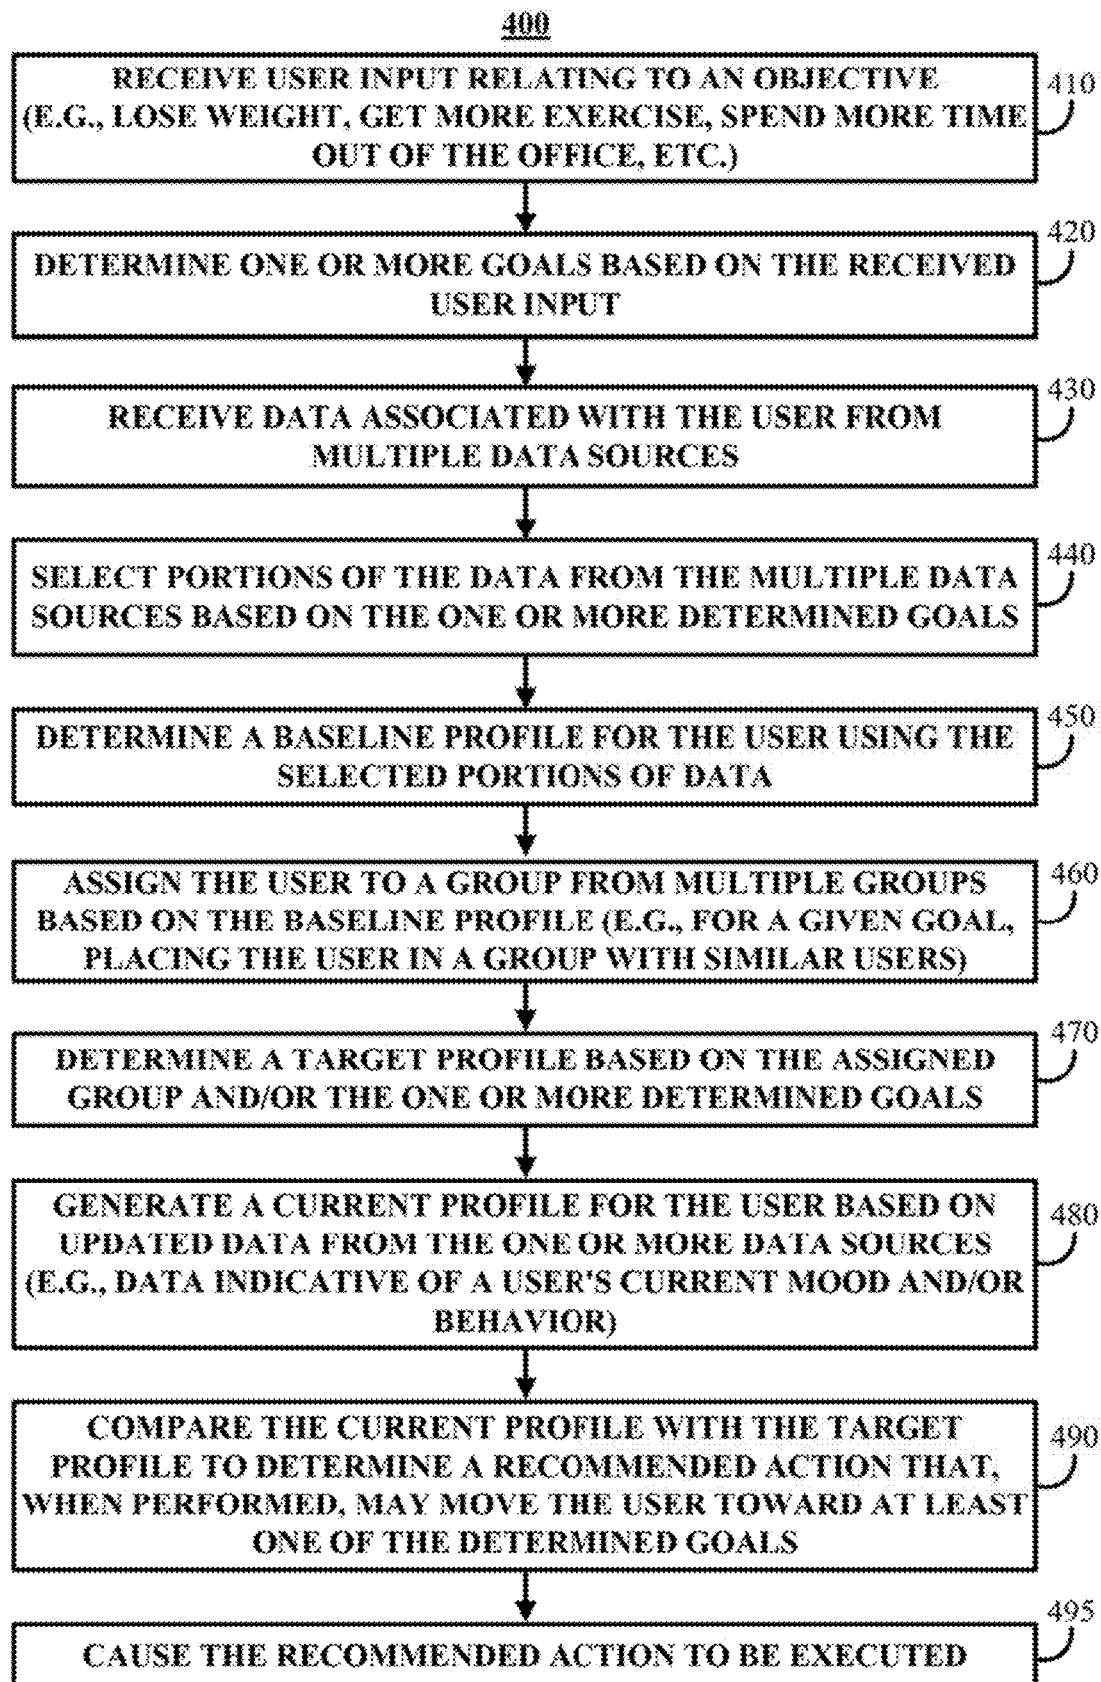 400
RECEIVE USER INPUT RELATING TO AN OBJECTIVE
(E.G., LOSE WEIGHT, GET MORE EXERCISE, SPEND MORE TIME
OUT OF THE OFFICE, ETC.)
410
DETERMINE ONE OR MORE GOALS BASED ON THE RECEIVED
USER INPUT
420
RECEIVE DATA ASSOCIATED WITH THE USER FROM
MULTIPLE DATA SOURCES
430
SELECT PORTIONS OF THE DATA FROM THE MULTIPLE DATA
SOURCES BASED ON THE ONE OR MORE DETERMINED GOALS
440
DETERMINE A BASELINE PROFILE FOR THE USER USING THE
SELECTED PORTIONS OF DATA
450
ASSIGN THE USER TO A GROUP FROM MULTIPLE GROUPS
BASED ON THE BASELINE PROFILE (E.G., FOR A GIVEN GOAL,
PLACING THE USER IN A GROUP WITH SIMILAR USERS)
460
DETERMINE A TARGET PROFILE BASED ON THE ASSIGNED
GROUP AND/OR THE ONE OR MORE DETERMINED GOALS
470
GENERATE A CURRENT PROFILE FOR THE USER BASED ON
UPDATED DATA FROM THE ONE OR MORE DATA SOURCES
(E.G., DATA INDICATIVE OF A USER'S CURRENT MOOD AND/OR
BEHAVIOR)
480
COMPARE THE CURRENT PROFILE WITH THE TARGET
PROFILE TO DETERMINE A RECOMMENDED ACTION THAT,
WHEN PERFORMED, MAY MOVE THE USER TOWARD AT LEAST
ONE OF THE DETERMINED GOALS
490
CAUSE THE RECOMMENDED ACTION TO BE EXECUTED
495